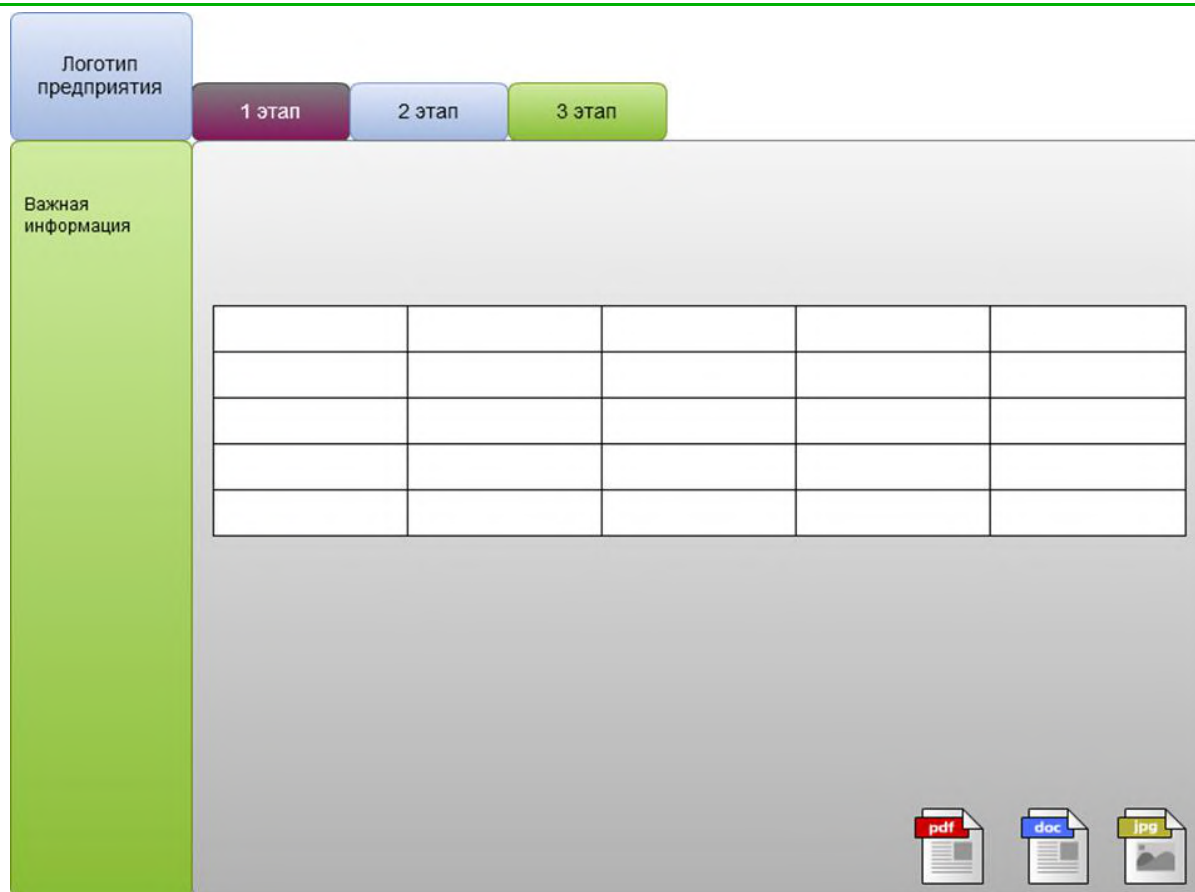 Логотип
предприятия
1 этап
2 этап
3 этап
Важная
информация
pdf
doc
jpg